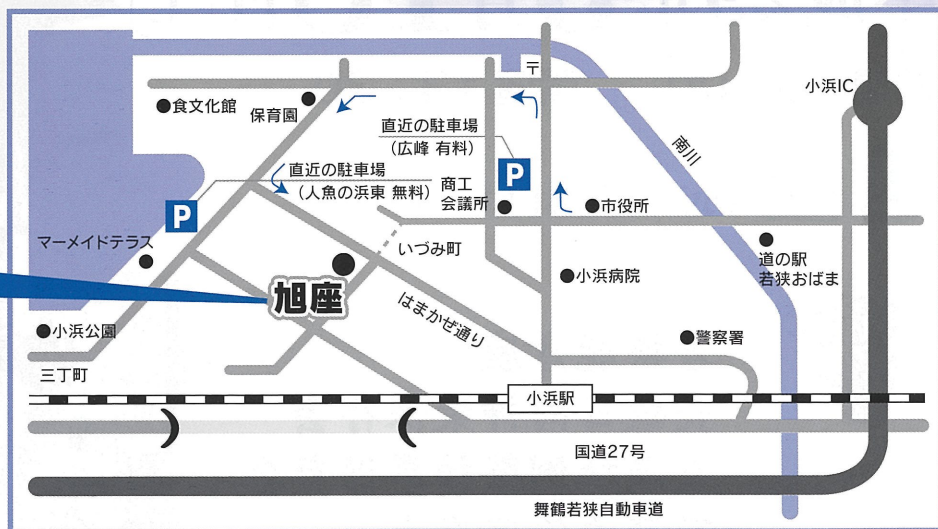 小浜IC
〒
食文化館
保育園
直近の駐車場
（広峰 有料）
P
南川
直近の駐車場
（人魚の浜東 無料）
P
商工
会議所
市役所
マーメイドテラス
いづみ町
道の駅
若狭おばま
小浜病院
旭座
はまかぜ通り
小浜公園
警察署
三丁町
小浜駅
国道27号
舞鶴若狭自動車道